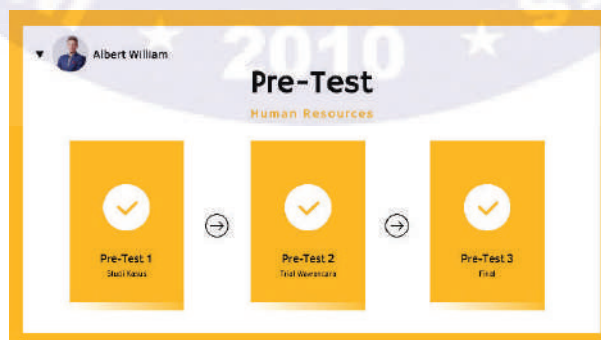 2010
Albert William
Pre-Test
Human Resources
Pre-Test 1
Studi Kasus
Pre-Test 2
Trial Wawancara
Pre-Test 3
Final